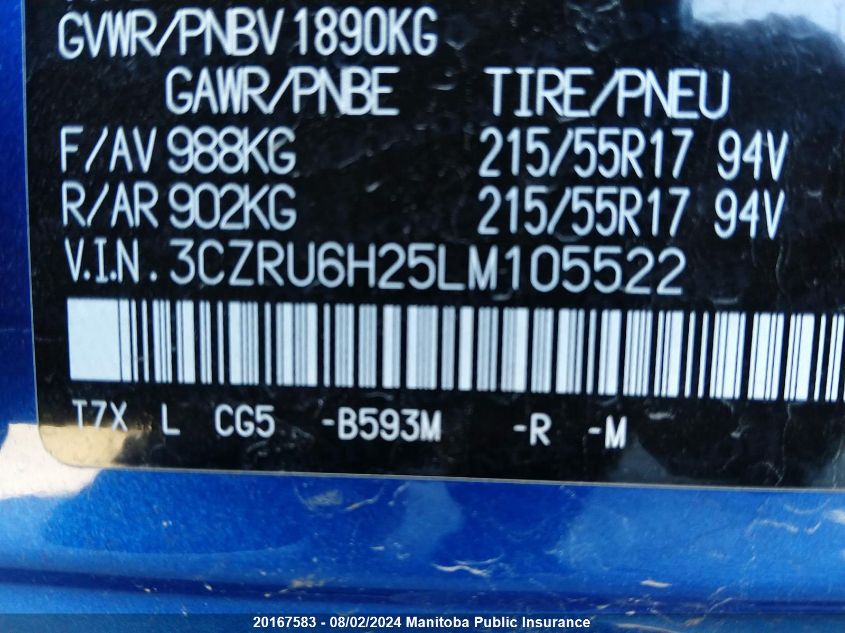 GVWR/PNBV 1890KG
GAWR/PNBE TIRE/PNEU
F/AV 988KG 215/55R17 94V
R/AR 902KG 215/55R17 94V
V.I.N. 3CZRU6H25LM105522
T7X L CG5 -B593M -R -M
20167583 - 08/02/2024 Manitoba Public Insurance